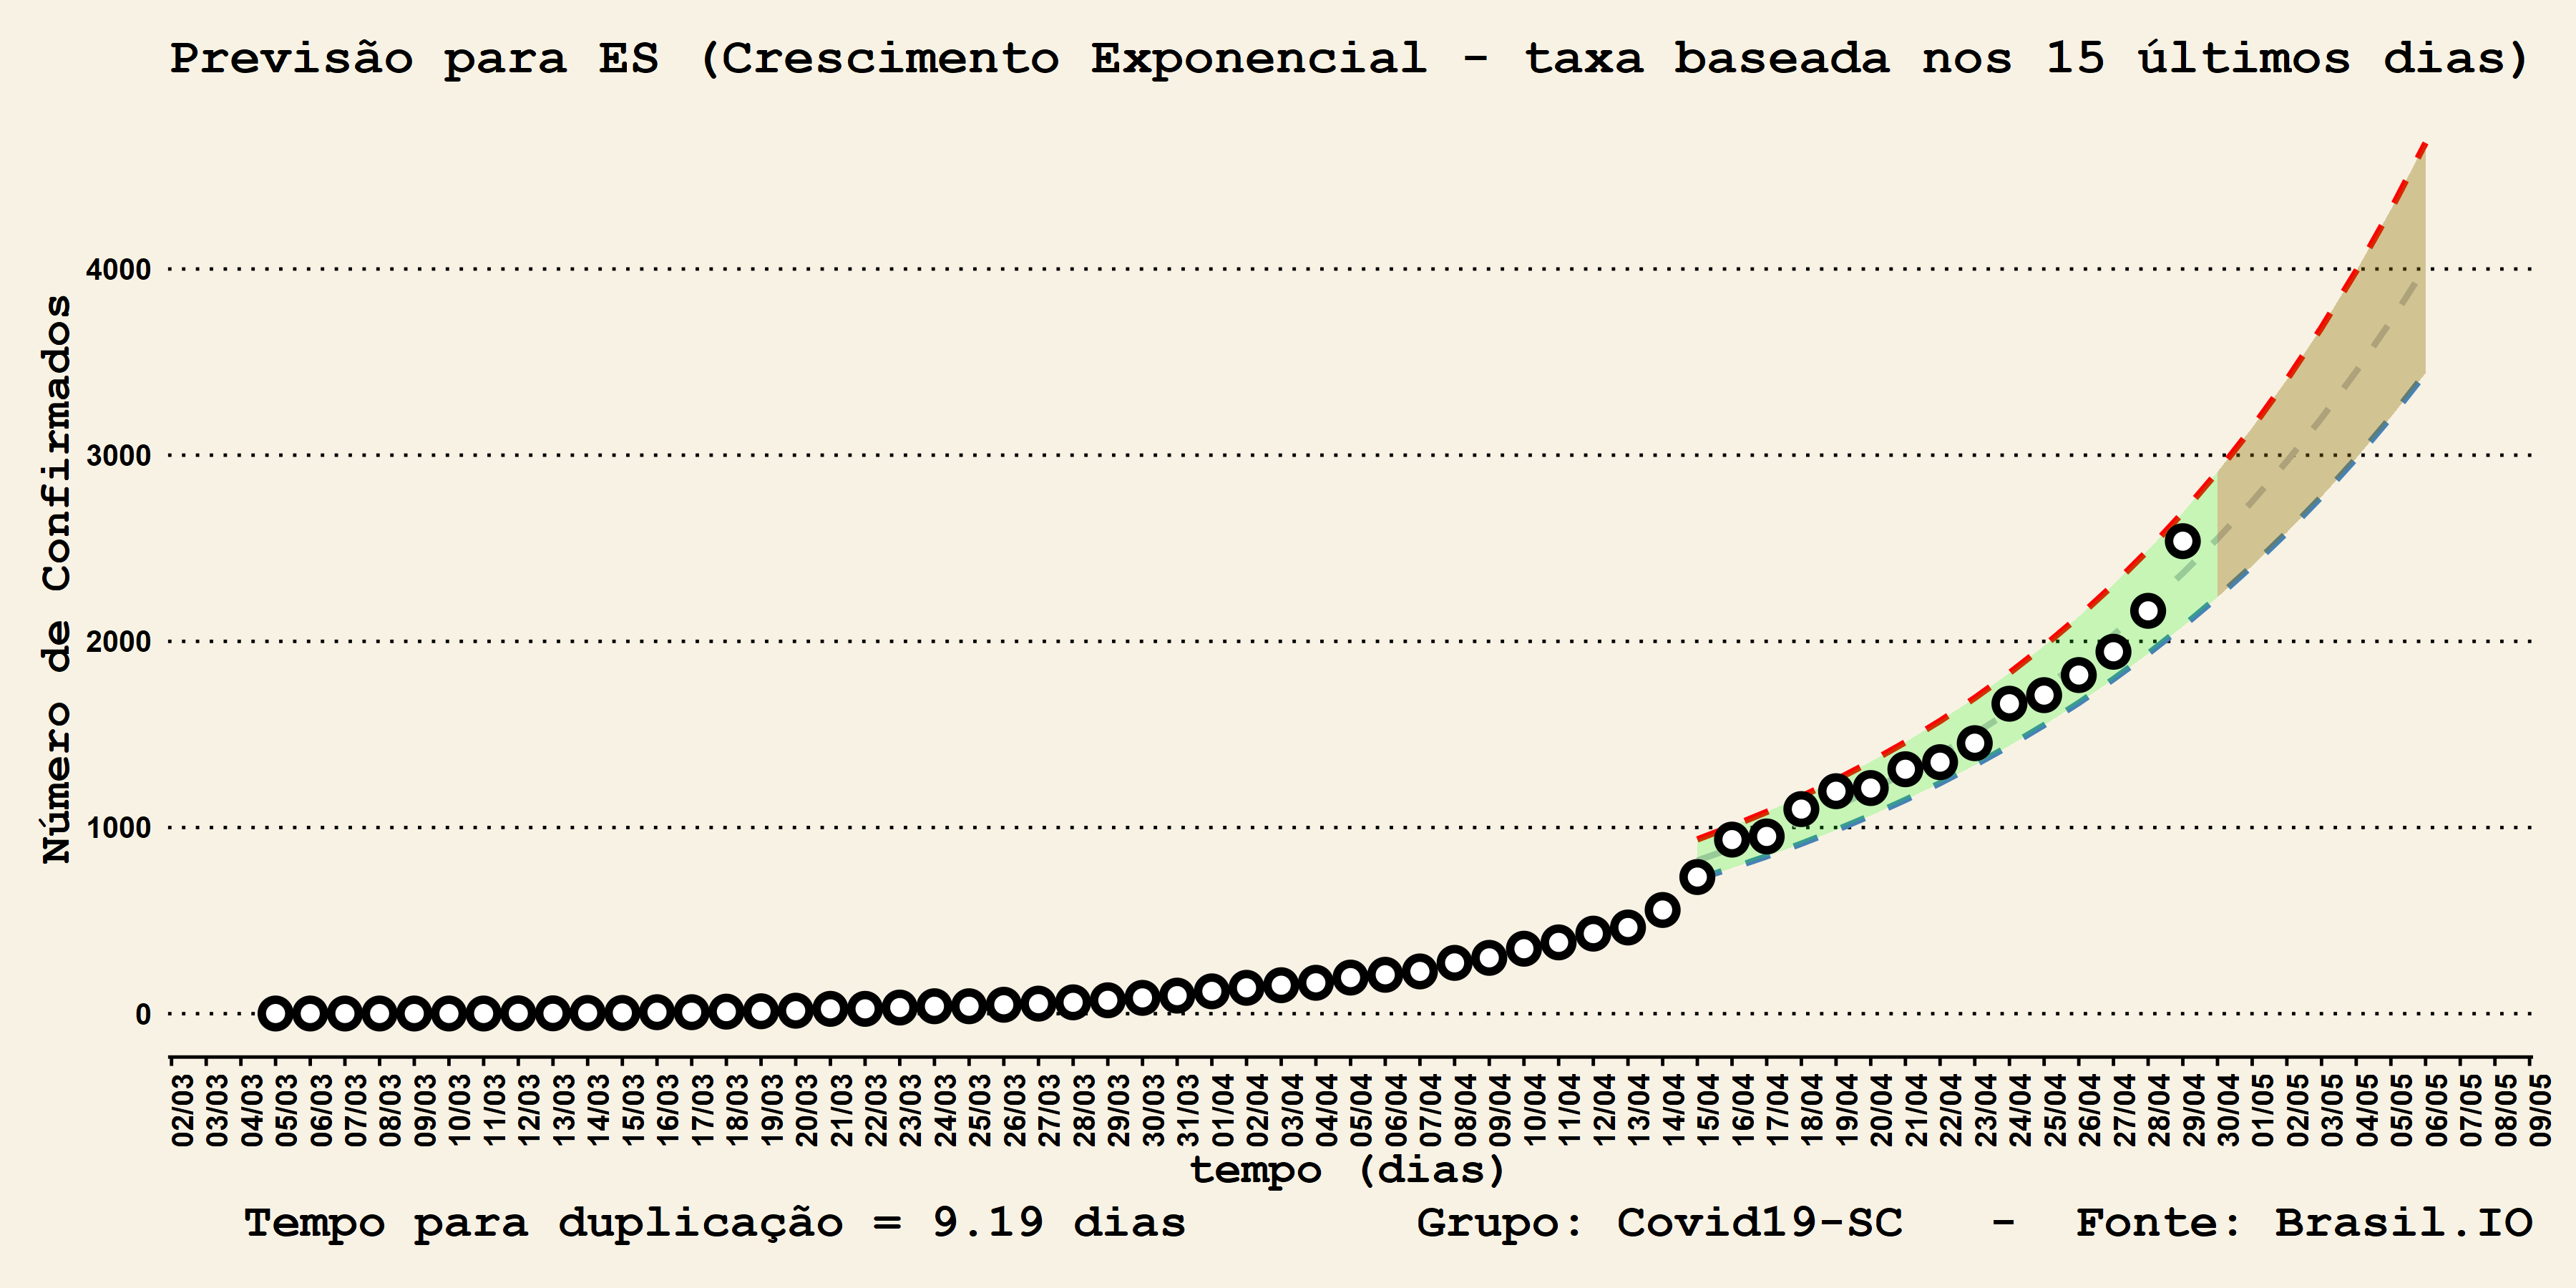 Previsão para ES (Crescimento Exponencial - taxa baseada nos 15 últimos dias)
Número de Confirmados
4000
3000
2000
1000
0
02/03 03/03 04/03 05/03 06/03 07/03 08/03 09/03 10/03 11/03 12/03 13/03 14/03 15/03 16/03 17/03 18/03 19/03 20/03 21/03 22/03 23/03 24/03 25/03 26/03 27/03 28/03 29/03 30/03 31/03 01/04 02/04 03/04 04/04 05/04 06/04 07/04 08/04 09/04 10/04 11/04 12/04 13/04 14/04 15/04 16/04 17/04 18/04 19/04 20/04 21/04 22/04 23/04 24/04 25/04 26/04 27/04 28/04 29/04 30/04 01/05 02/05 03/05 04/05 05/05 06/05 07/05 08/05 09/05
tempo (dias)
Tempo para duplicação = 9.19 dias Grupo: Covid19-SC - Fonte: Brasil.IO